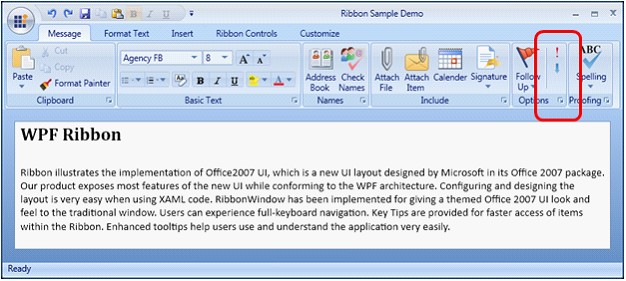 Ribbon Sample Demo
Message Format Text Insert Ribbon Controls Customize
Paste
Cut
Copy
Format Painter
Clipboard
Agency FB 8 A A
B I U
Basic Text
Address Book
Check Names
Names
Attach File
Attach Item
Calender
Signature
Include
Follow Up
Options
ABC
Spelling
Proofing
WPF Ribbon
Ribbon illustrates the implementation of Office2007 UI, which is a new UI layout designed by Microsoft in its Office 2007 package.
Our product exposes most features of the new UI while conforming to the WPF architecture. Configuring and designing the
layout is very easy when using XAML code. RibbonWindow has been implemented for giving a themed Office 2007 UI look and
feel to the traditional window. Users can experience full-keyboard navigation. Key Tips are provided for faster access of items
within the Ribbon. Enhanced tooltips help users use and understand the application very easily.
Ready